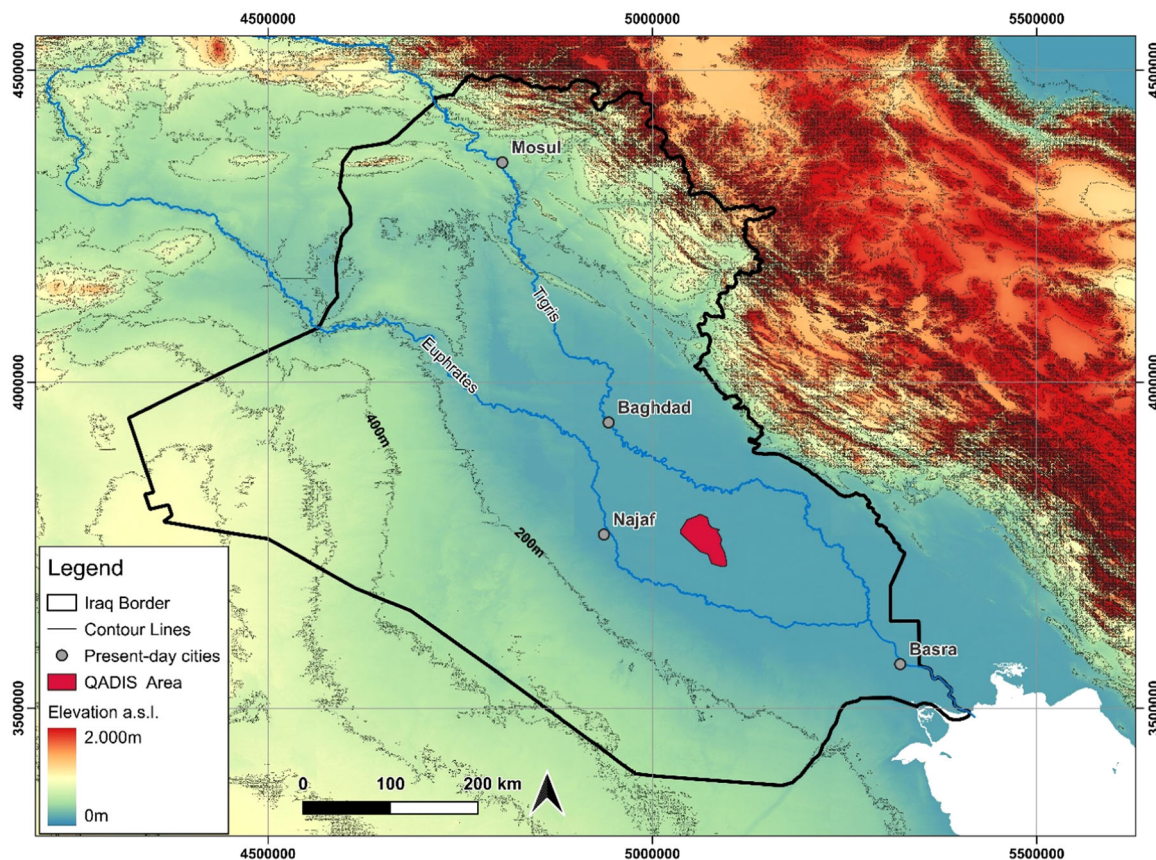 4500000 5000000 5500000
4500000 4500000
Mosul
Tigris
Euphrates
4000000 4000000
Baghdad
400m
Najaf
200m
Legend
Iraq Border
Contour Lines
Present-day cities
QADIS Area
Elevation a.s.l.
2.000m
0m
Basra
3500000 3500000
0 100 200 km
4500000 5000000 5500000